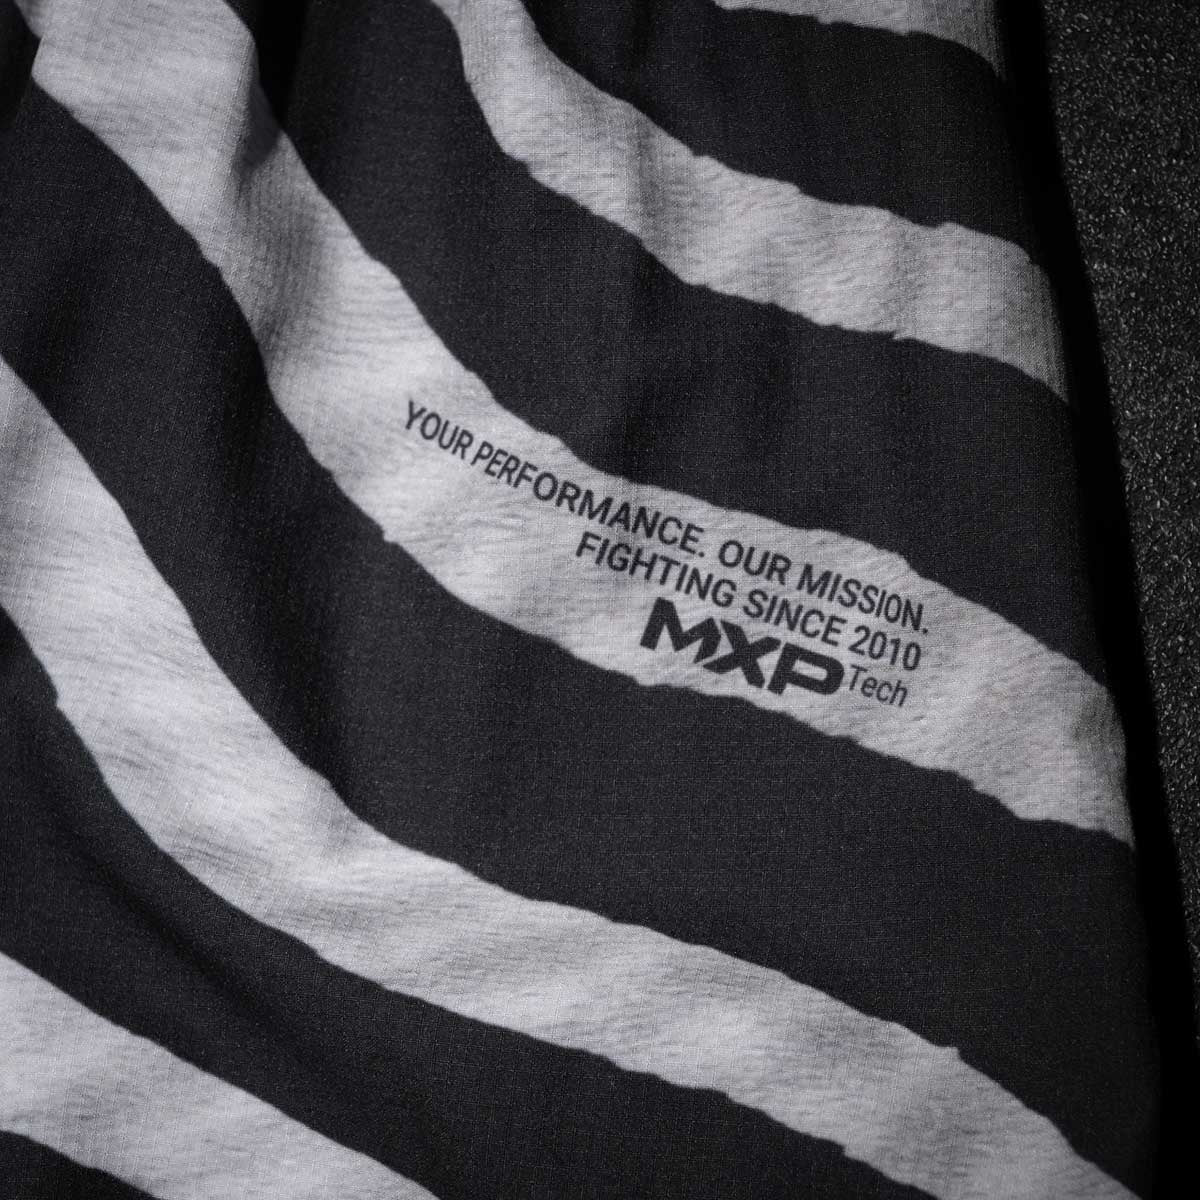 YOUR PERFORMANCE. OUR MISSION.
FIGHTING SINCE 2010
MXP Tech